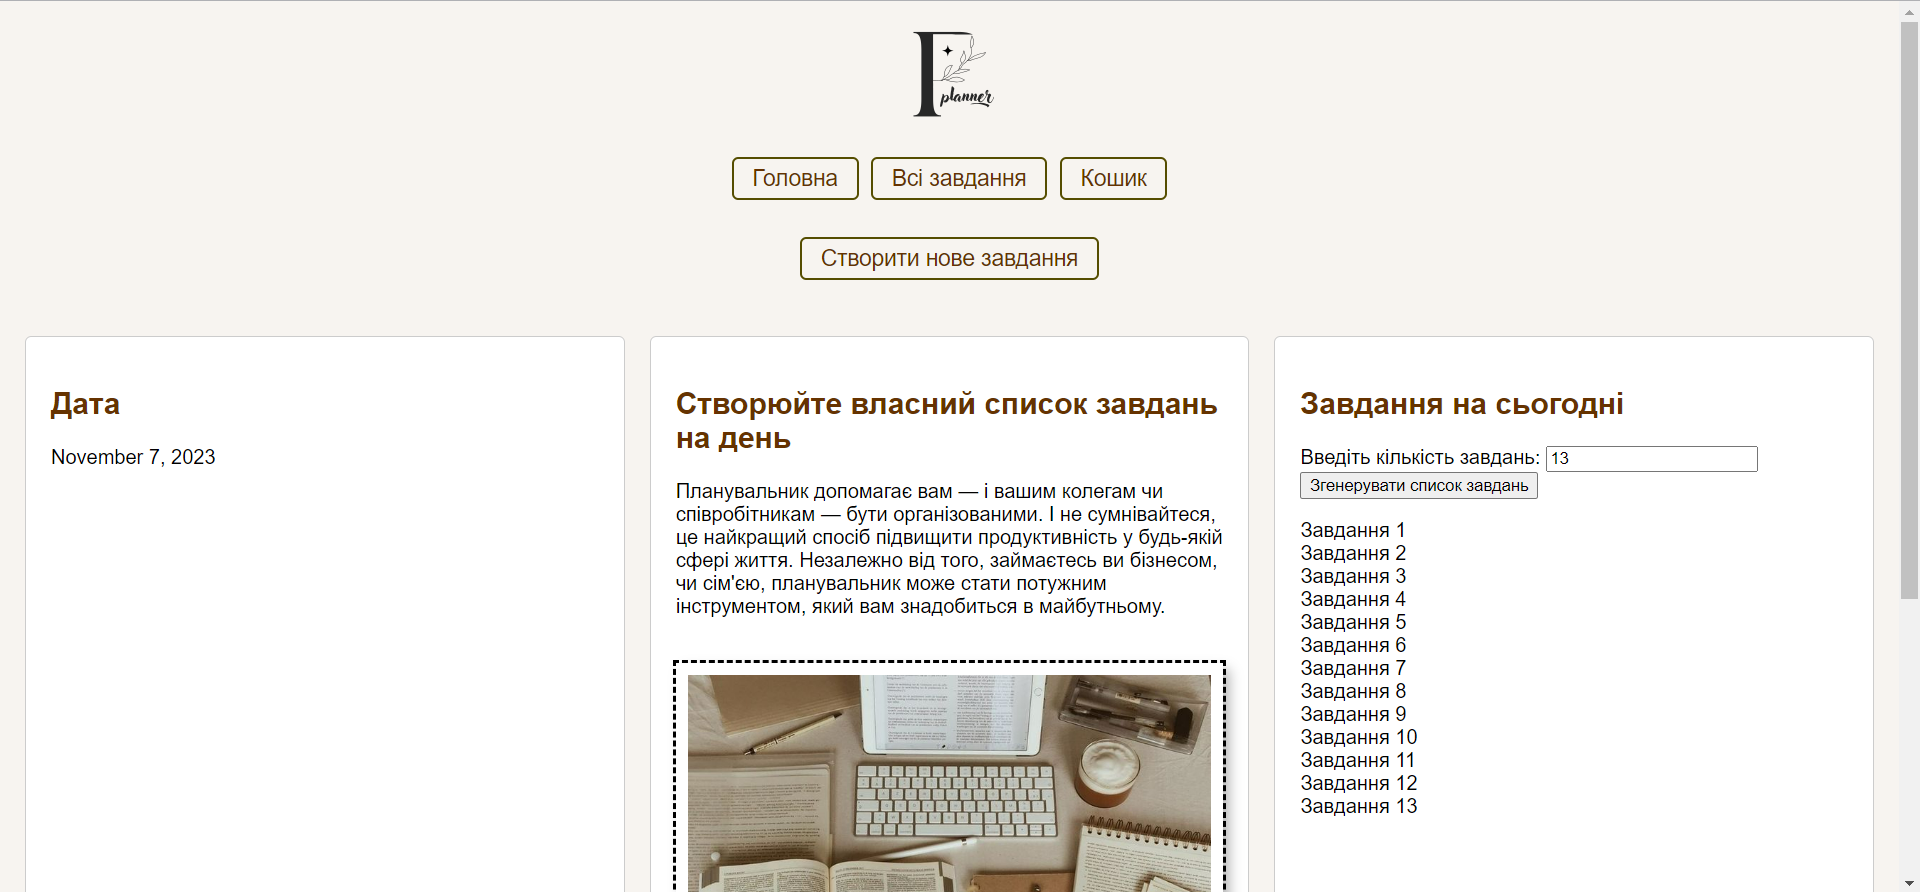 planner
Головна
Всі завдання
Кошик
Створити нове завдання
Дата
November 7, 2023
Створюйте власний список завдань
на день
Планувальник допомагає вам — і вашим колегам чи
співробітникам — бути організованими. І не сумнівайтеся,
це найкращий спосіб підвищити продуктивність у будь-якій
сфері життя. Незалежно від того, займаєтесь ви бізнесом,
чи сім'єю, планувальник може стати потужним
інструментом, який вам знадобиться в майбутньому.
Завдання на сьогодні
Введіть кількість завдань: 13
Згенерувати список завдань
Завдання 1
Завдання 2
Завдання 3
Завдання 4
Завдання 5
Завдання 6
Завдання 7
Завдання 8
Завдання 9
Завдання 10
Завдання 11
Завдання 12
Завдання 13